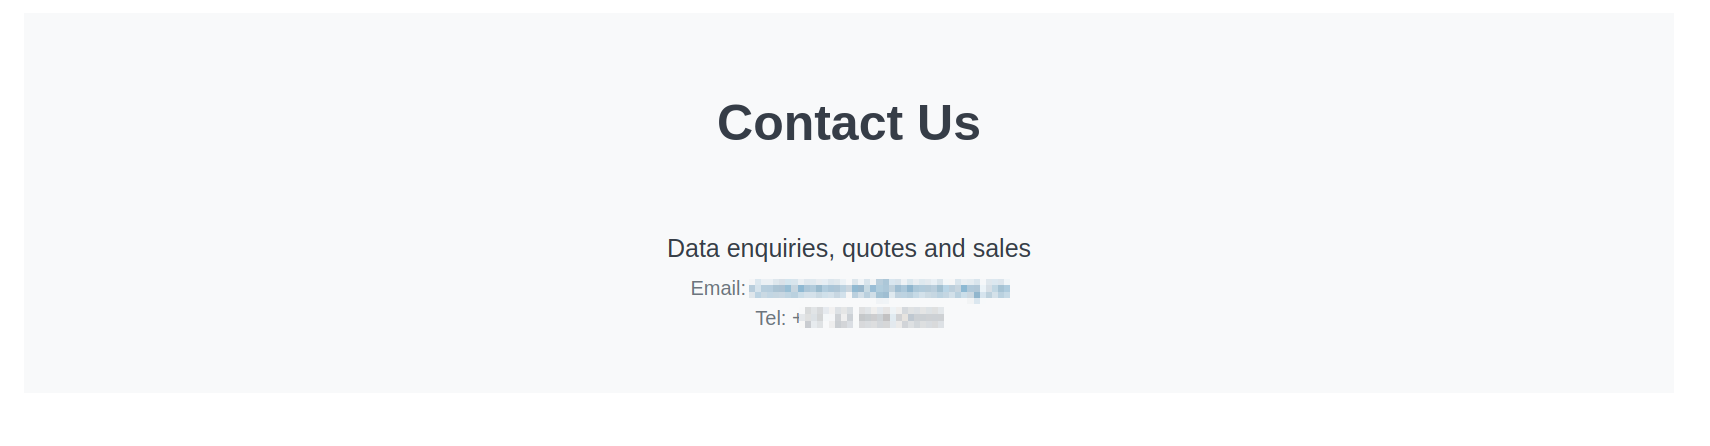 Contact Us
Data enquiries, quotes and sales
Email:
Tel: +